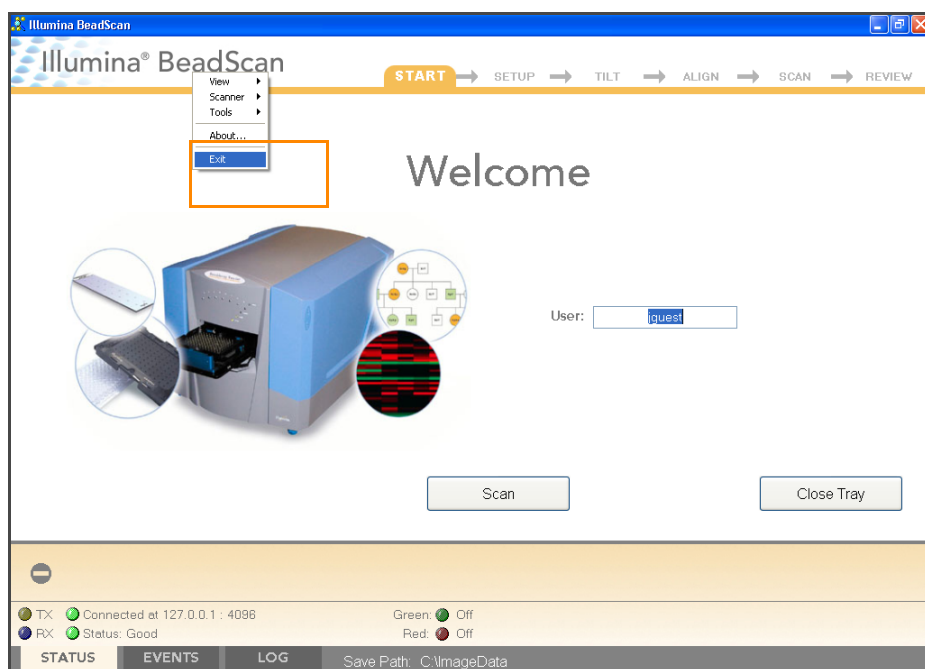 Illumina BeadScan
Illumina® BeadScan
START SETUP TILT ALIGN SCAN REVIEW
View
Scanner
Tools
About...
Exit
Welcome
User: jguest
Scan Close Tray
TX Connected at 127.0.0.1 : 4096 Green: Off
RX Status: Good Red: Off
STATUS EVENTS LOG Save Path: C:\ImageData